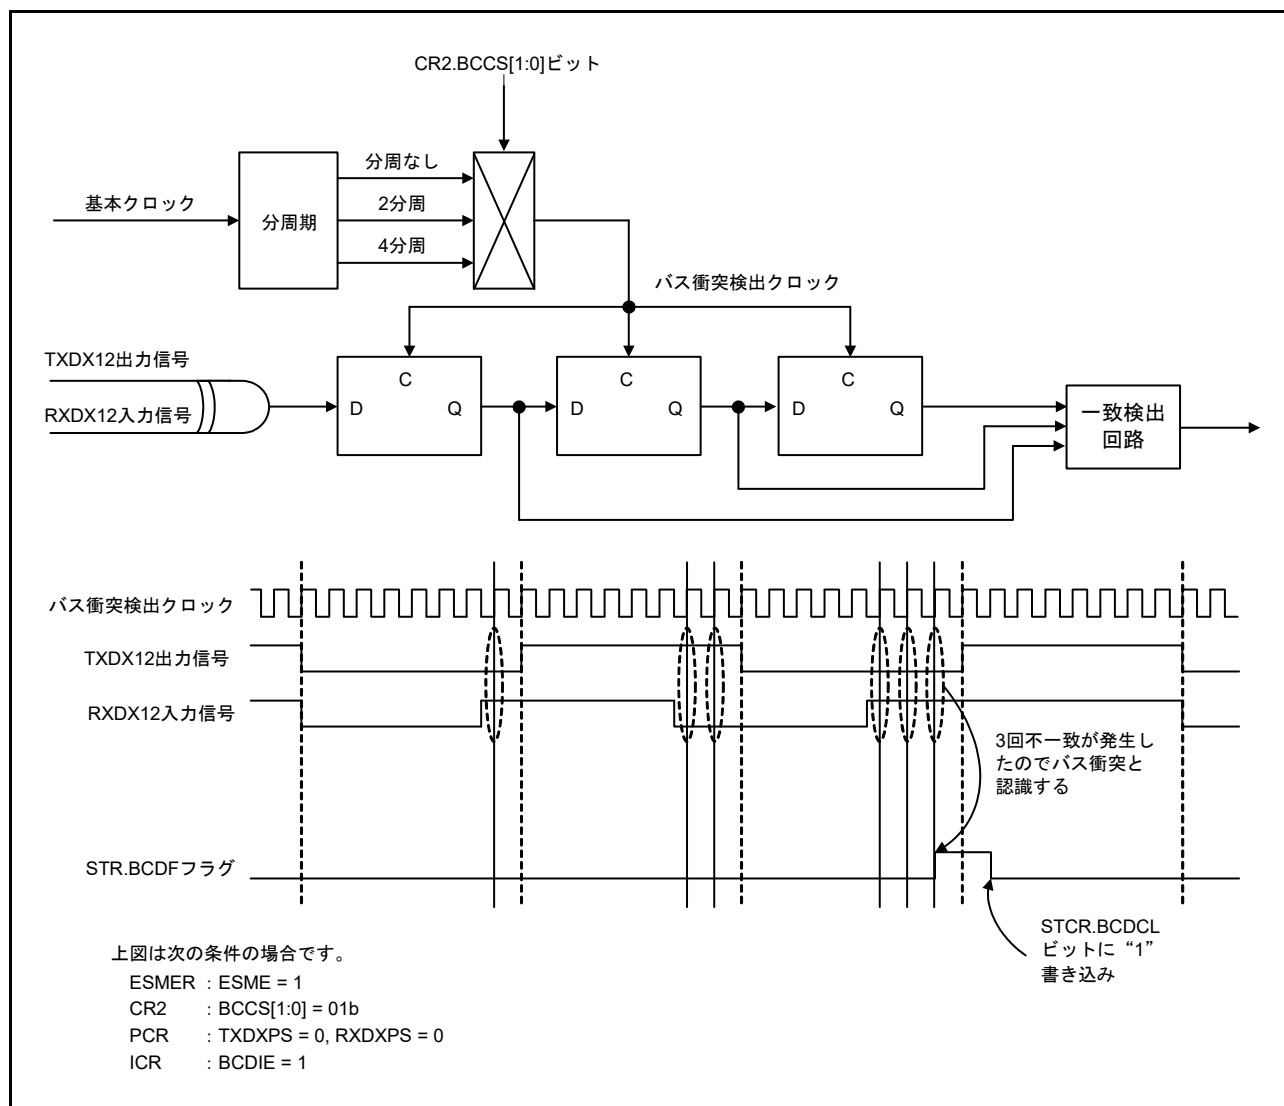 CR2.BCCS[1:0]ビット
分周なし
基本クロック
分周期
2分周
4分周
バス衝突検出クロック
TXDX12出力信号
RXDX12入力信号
C
D
Q
C
D
Q
C
D
Q
一致検出
回路
バス衝突検出クロック
TXDX12出力信号
RXDX12入力信号
3回不一致が発生し
たのでバス衝突と
認識する
STR.BCDFフラグ
STCR.BCDCL
ビットに“1”
書き込み
上図は次の条件の場合です。
ESMER : ESME = 1
CR2 : BCCS[1:0] = 01b
PCR : TXDXPS = 0, RXDXPS = 0
ICR : BCDIE = 1